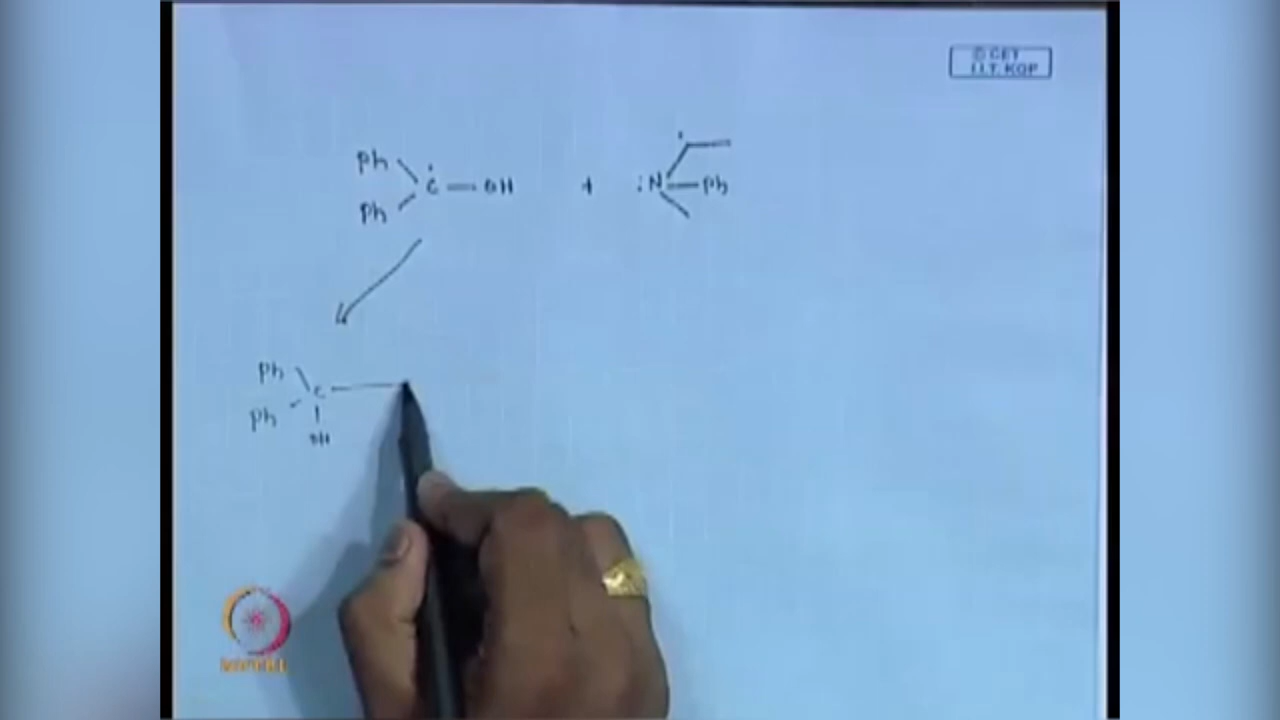 © CET
I.I.T. KGP
Ph
Ċ — OH + :N — Ph
Ph
Ph
C
Ph
OH
NPTEL